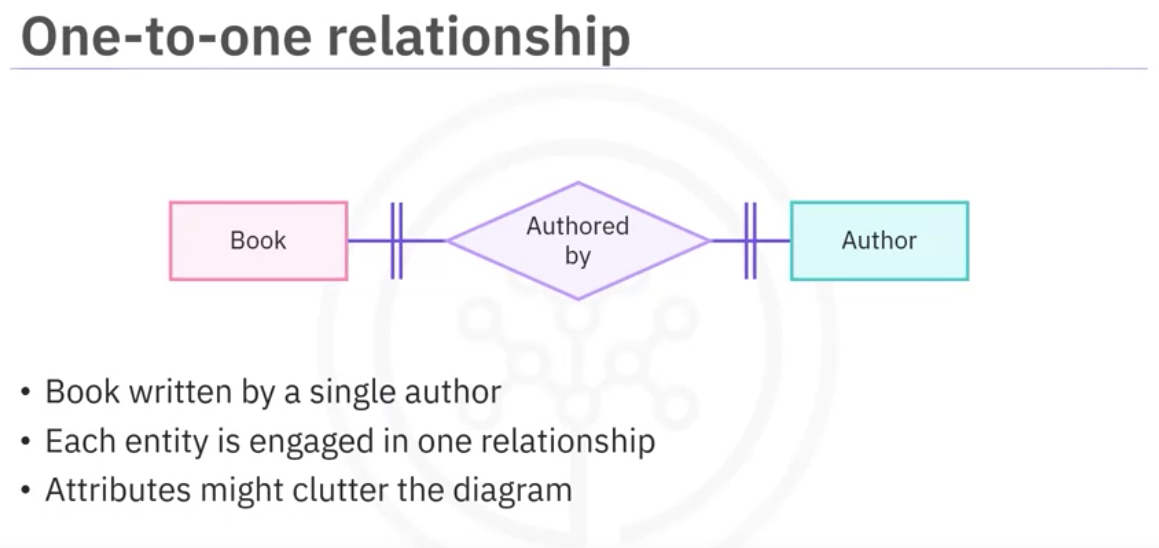 One-to-one relationship
Book
Authored
by
Author
• Book written by a single author
• Each entity is engaged in one relationship
• Attributes might clutter the diagram